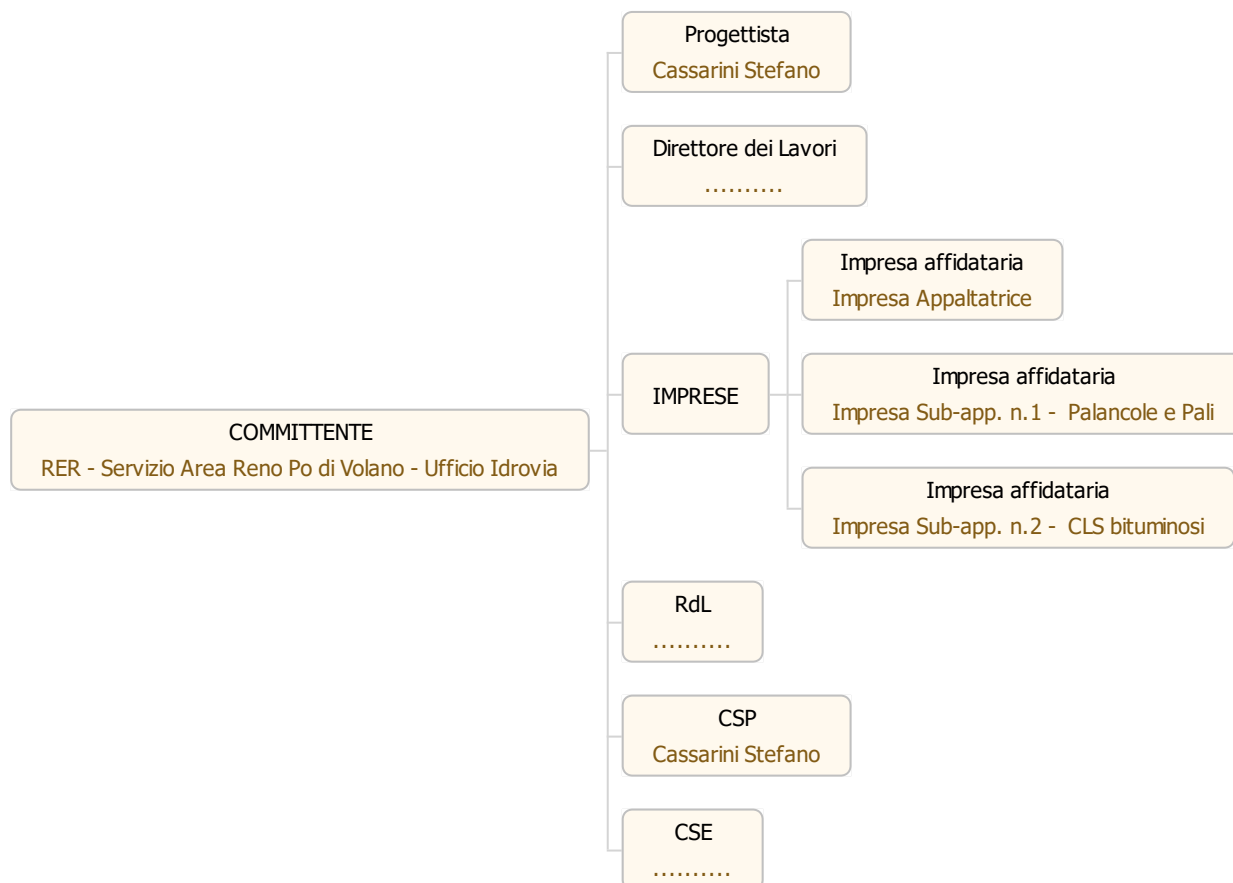 Progettista
Cassarini Stefano
Direttore dei Lavori
..........
Impresa affidataria
Impresa Appaltatrice
IMPRESE
Impresa affidataria
Impresa Sub-app. n.1 - Palancole e Pali
COMMITTENTE
RER - Servizio Area Reno Po di Volano - Ufficio Idrovia
Impresa affidataria
Impresa Sub-app. n.2 - CLS bituminosi
RdL
..........
CSP
Cassarini Stefano
CSE
..........